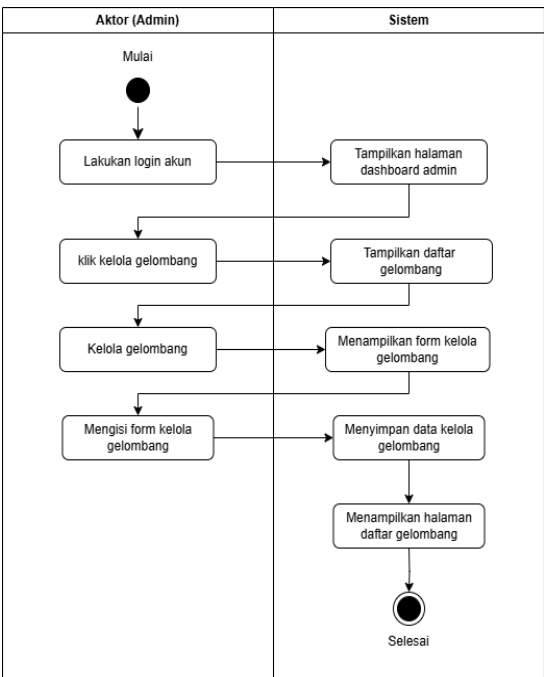 Aktor (Admin)
Sistem
Mulai
Lakukan login akun
Tampilkan halaman
dashboard admin
klik kelola gelombang
Tampilkan daftar
gelombang
Kelola gelombang
Menampilkan form kelola
gelombang
Mengisi form kelola
gelombang
Menyimpan data kelola
gelombang
Menampilkan halaman
daftar gelombang
Selesai